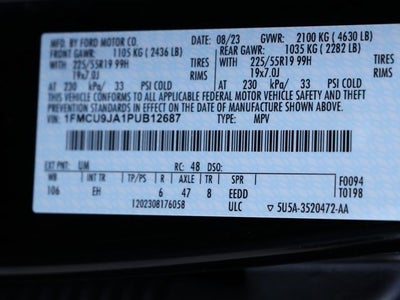 MFD. BY FORD MOTOR CO.
DATE: 08/23 GVWR: 2100 KG (4630 LB)
FRONT GAWR: 1105 KG (2436 LB) REAR GAWR: 1035 KG (2282 LB)
WITH 225/55R19 99H TIRES WITH 225/55R19 99H TIRES
19x7.0J RIMS 19x7.0J RIMS
AT 230 kPa/ 33 PSI COLD AT 230 kPa/ 33 PSI COLD
THIS VEHICLE CONFORMS TO ALL APPLICABLE FEDERAL MOTOR VEHICLE SAFETY AND THEFT
PREVENTION STANDARDS IN EFFECT ON THE DATE OF MANUFACTURE SHOWN ABOVE.
VIN: 1FMCU9JA1PUB12687 TYPE: MPV
EXT PNT: UM RC: 48 DSO: F0094
WB INT TR TP/PS R AXLE TR SPR T0198
106 EH 6 47 8 EEDD
1202308176058 ULC ▽ 5U5A-3520472-AA